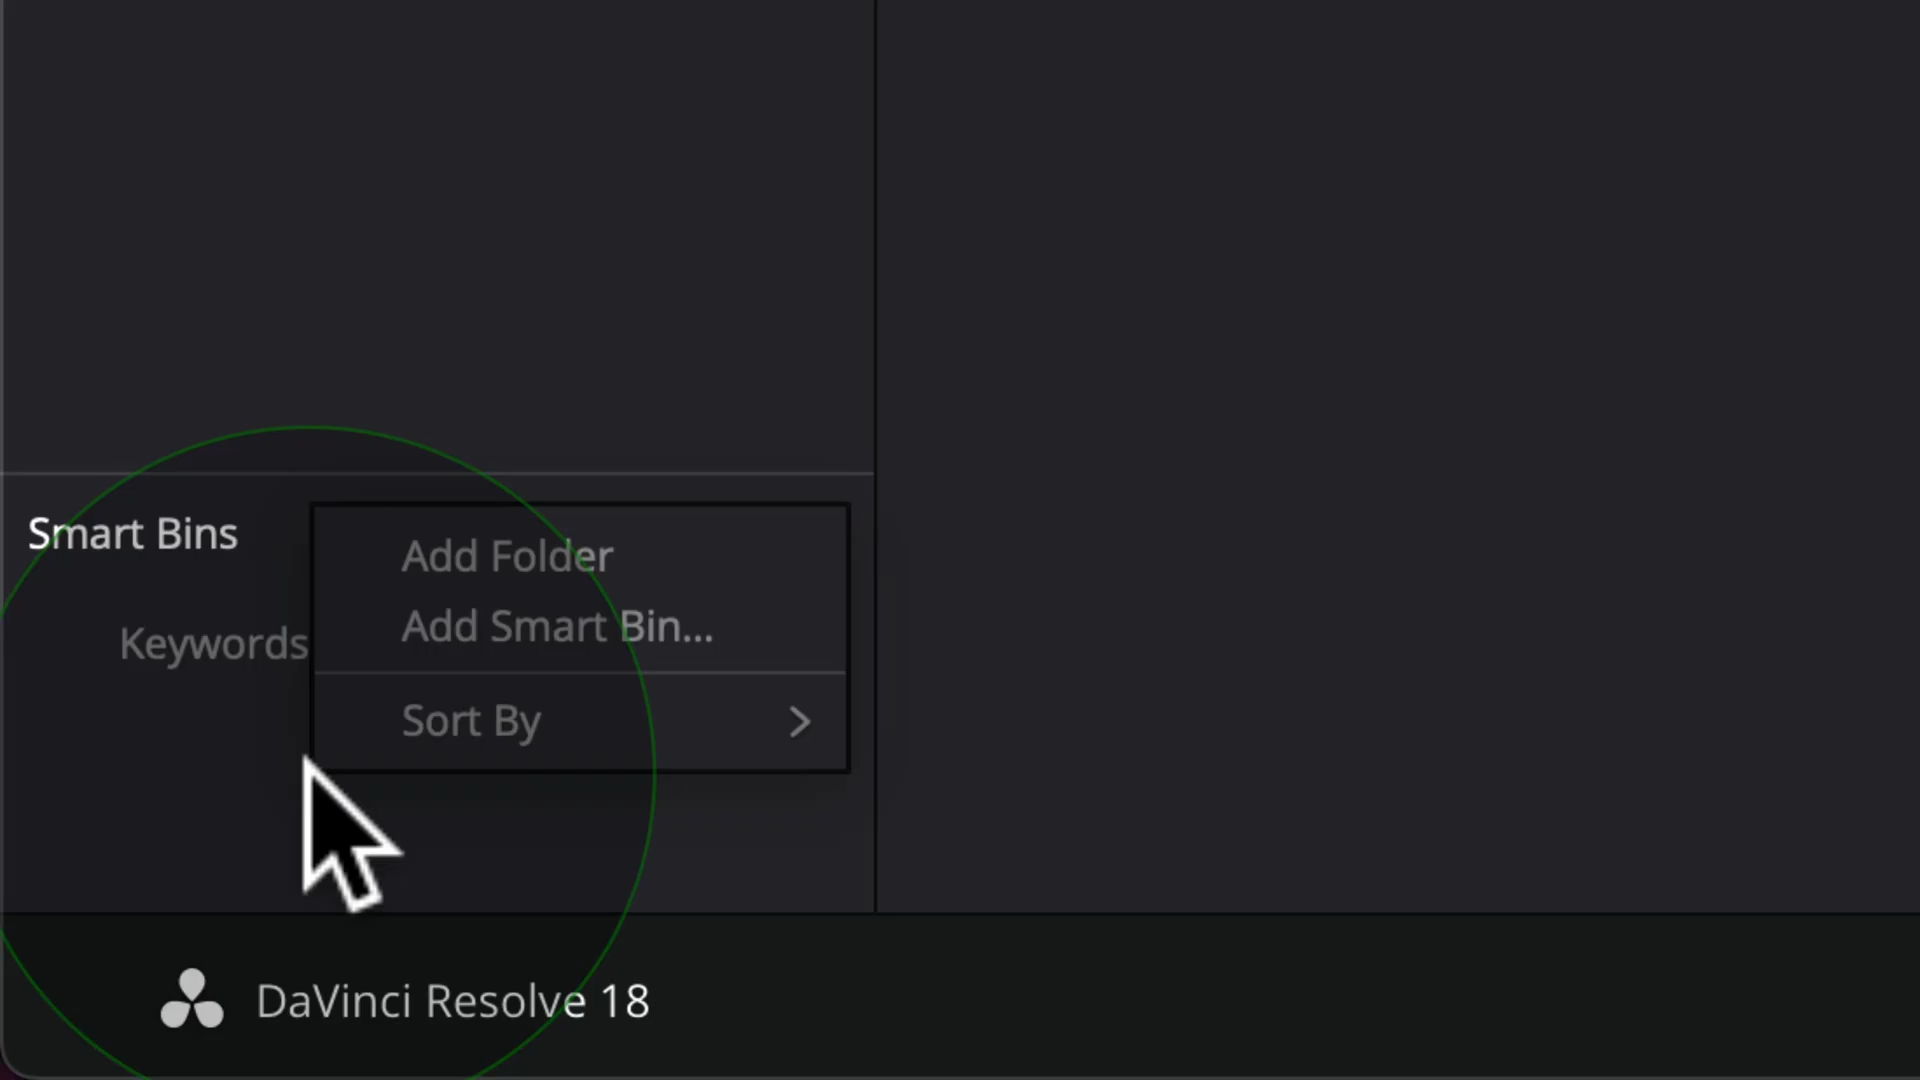 Smart Bins
Add Folder
Add Smart Bin...
Keywords
Sort By
DaVinci Resolve 18